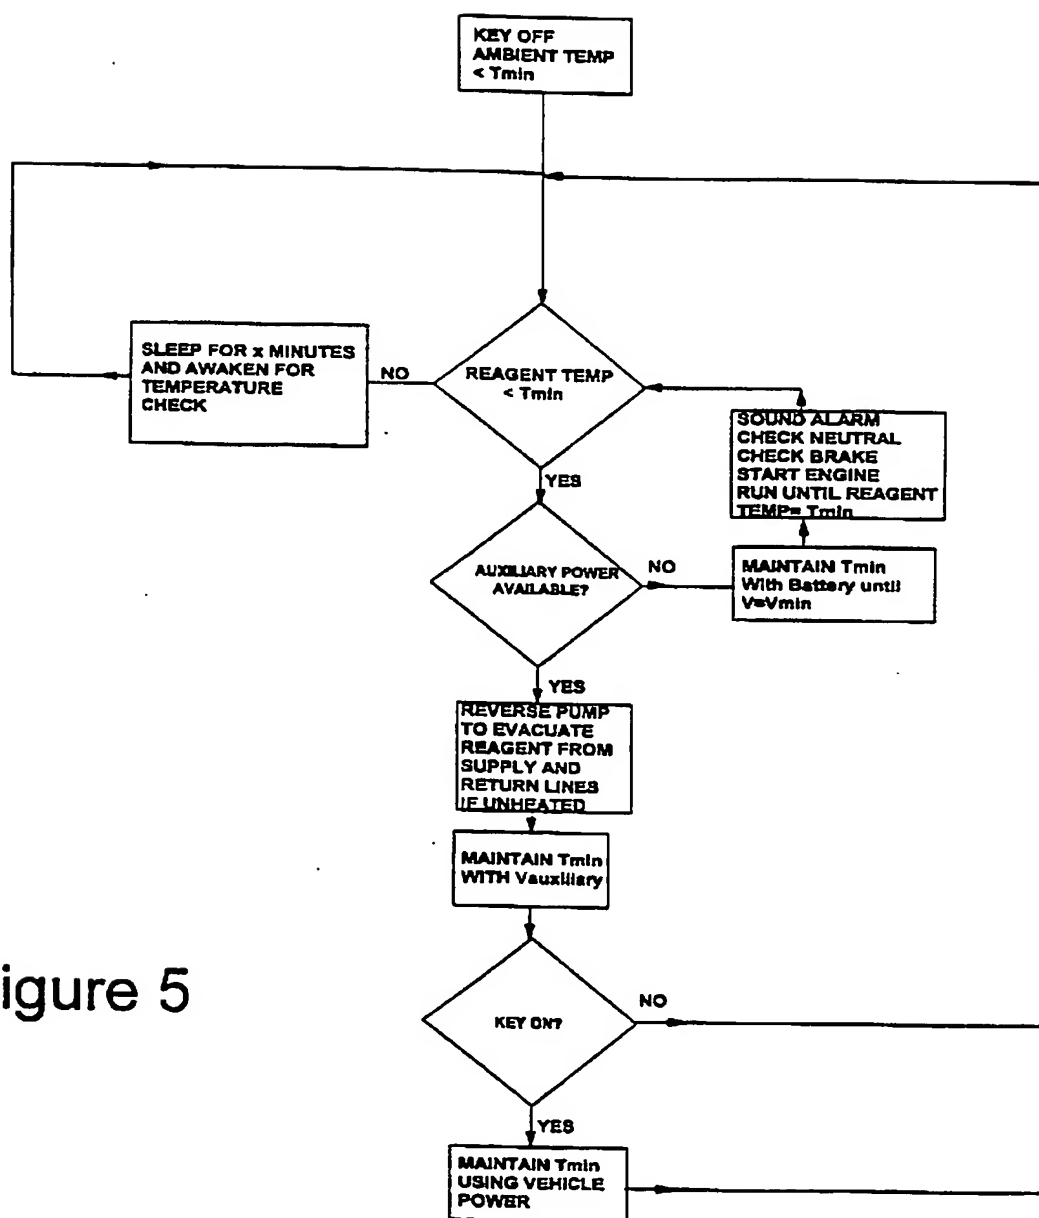 KEY OFF
AMBIENT TEMP
< Tmin
SLEEP FOR x MINUTES
AND AWAKEN FOR
TEMPERATURE
CHECK
NO
REAGENT TEMP
< Tmin
SOUND ALARM
CHECK NEUTRAL
CHECK BRAKE
START ENGINE
RUN UNTIL REAGENT
TEMP= Tmin
YES
AUXILIARY POWER
AVAILABLE?
NO
MAINTAIN Tmin
With Battery until
V=Vmin
YES
REVERSE PUMP
TO EVACUATE
REAGENT FROM
SUPPLY AND
RETURN LINES
IF UNHEATED
MAINTAIN Tmin
WITH Vauxiliary
igure 5
KEY ON?
NO
YES
MAINTAIN Tmin
USING VEHICLE
POWER